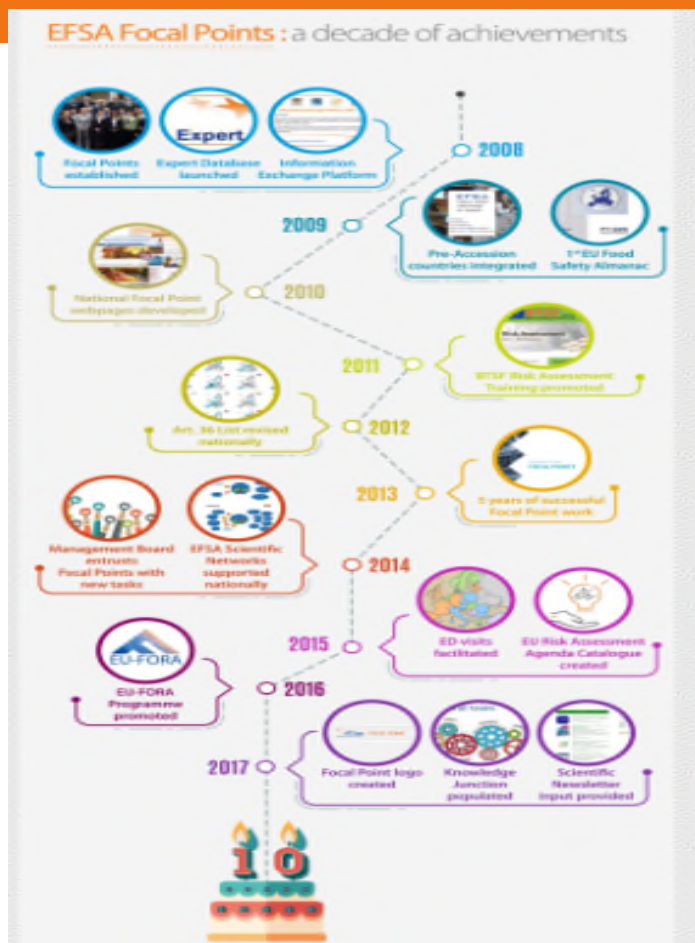 EFSA Focal Points : a decade of achievements
2008
Expert
Focal Points
established
Expert Database
launched
Information
Exchange Platform
2009
EFSA
Pre-Accession
countries integrated
1st EU Food
Safety Almanac
2010
National Focal Point
webpages developed
2011
Risk Assessment
BTSF Risk Assessment
Training promoted
2012
Art. 36 List revised
nationally
2013
FOCAL POINTS
5 years of successful
Focal Point work
2014
Management Board
entrusts
Focal Points with
new tasks
EFSA Scientific
Networks
supported
nationally
2015
ED visits
facilitated
EU Risk Assessment
Agenda Catalogue
created
2016
EU-FORA
EU-FORA
Programme
promoted
2017
Focal Point logo
created
Knowledge
Junction
populated
Scientific
Newsletter
input provided
10